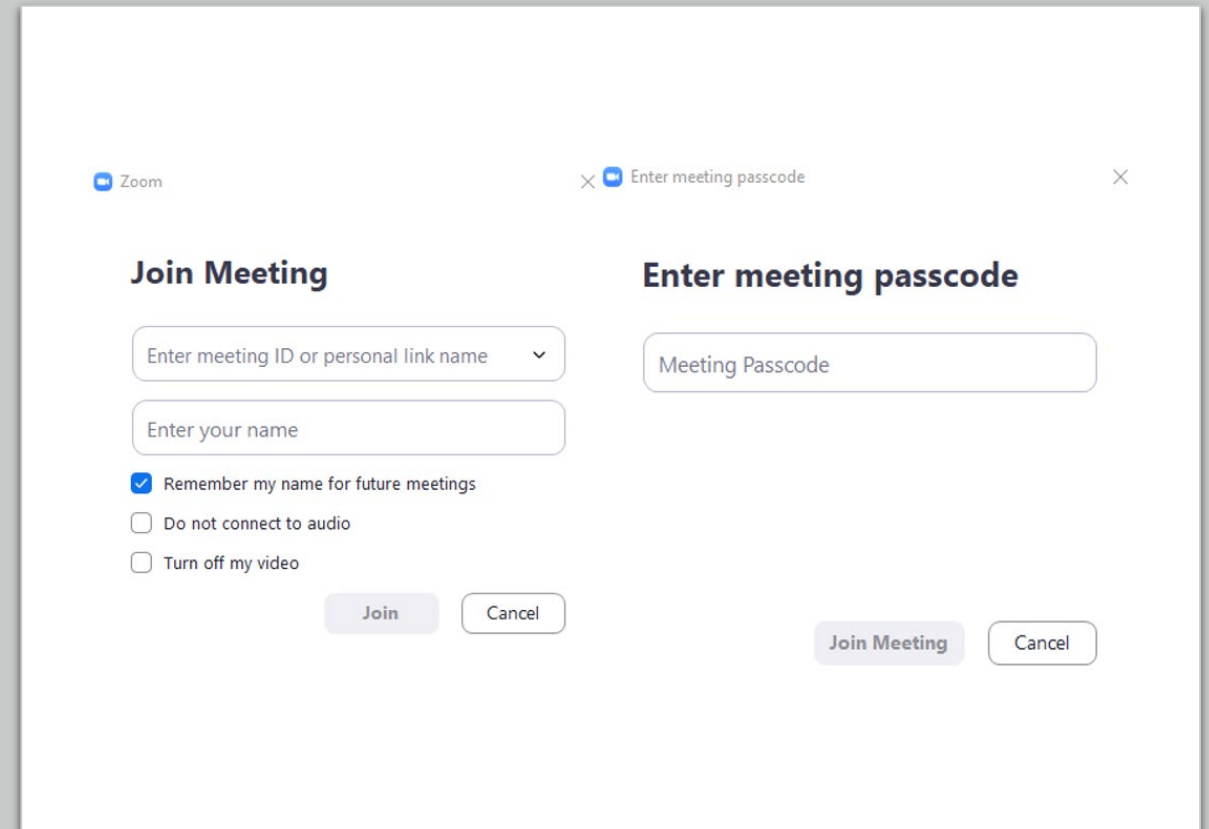 Zoom
Join Meeting
Enter meeting ID or personal link name
Enter your name
Remember my name for future meetings
Do not connect to audio
Turn off my video
Join
Cancel
Enter meeting passcode
Enter meeting passcode
Meeting Passcode
Join Meeting
Cancel